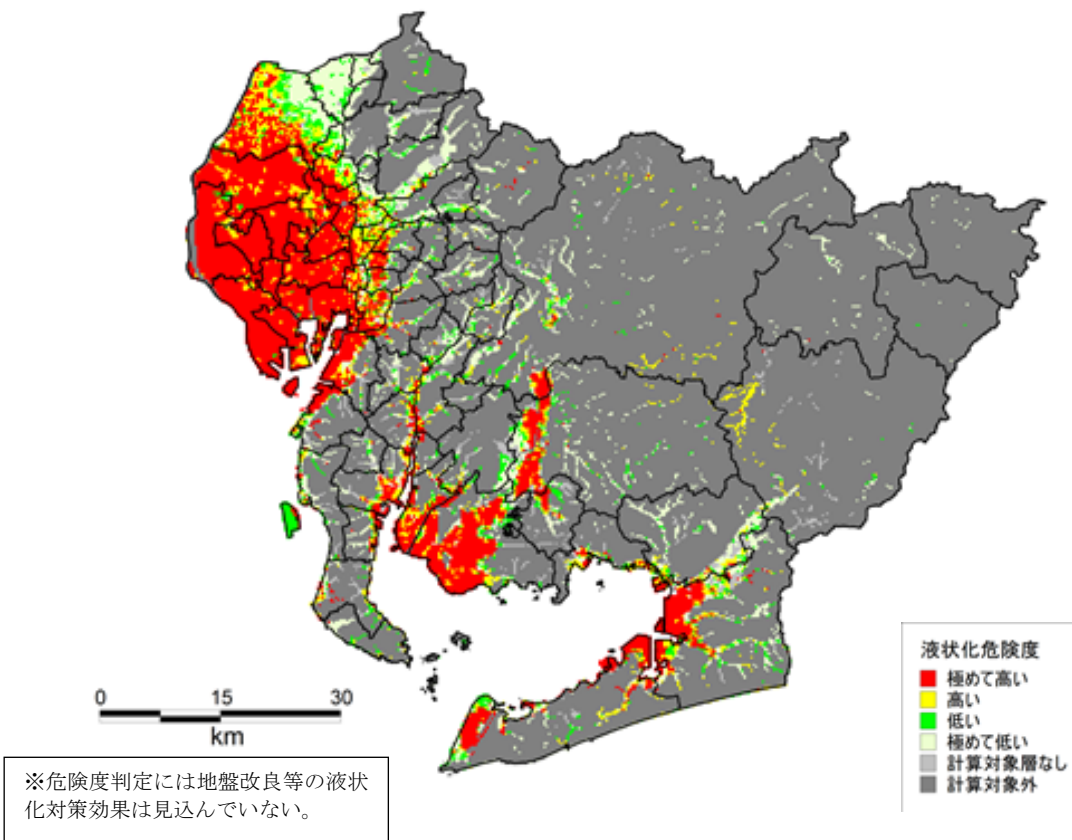 液状化危険度
極めて高い
高い
低い
極めて低い
計算対象層なし
計算対象外
0 15 30
km
※危険度判定には地盤改良等の液状
化対策効果は見込んでいない。